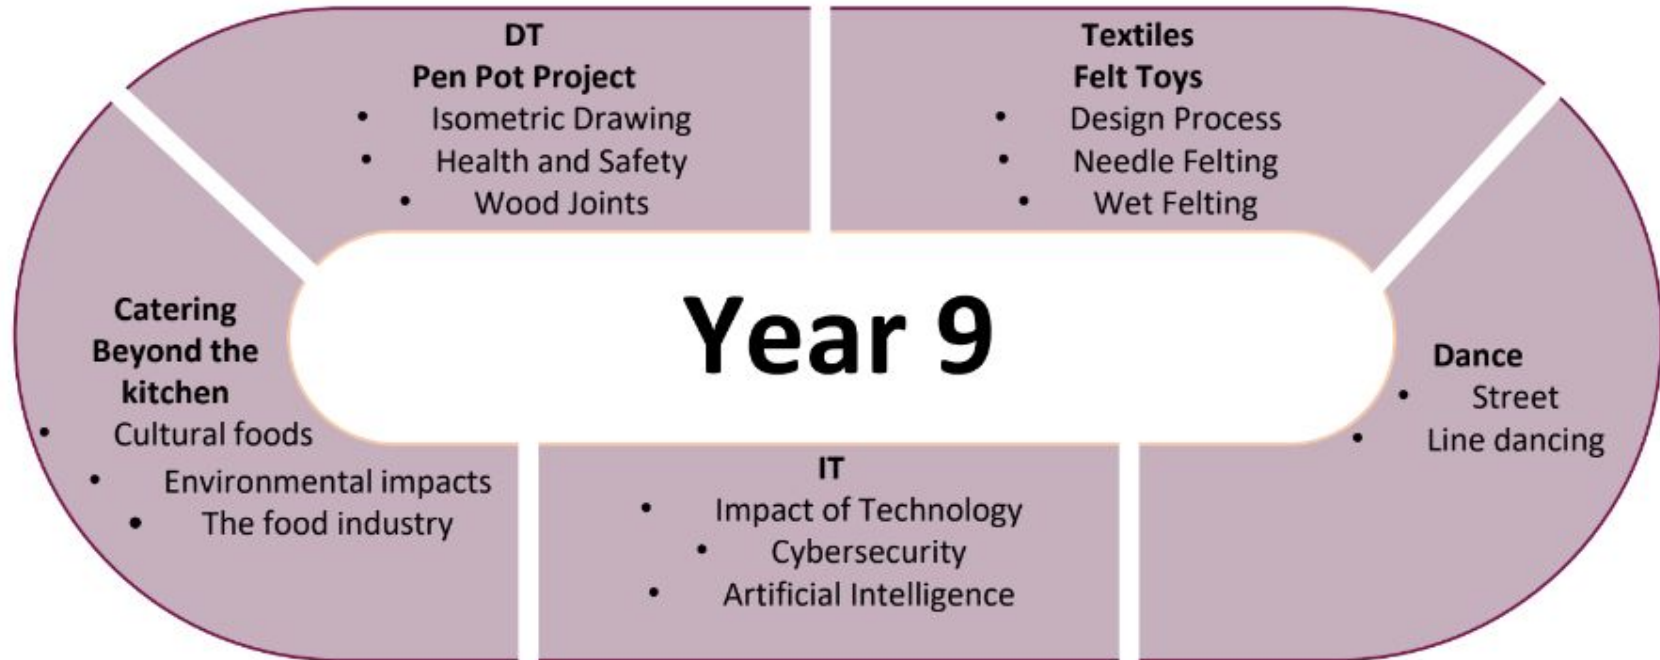 DT
Pen Pot Project
• Isometric Drawing
• Health and Safety
• Wood Joints
Textiles
Felt Toys
• Design Process
• Needle Felting
• Wet Felting
Catering
Beyond the
kitchen
• Cultural foods
• Environmental impacts
• The food industry
Year 9
Dance
• Street
• Line dancing
IT
• Impact of Technology
• Cybersecurity
• Artificial Intelligence